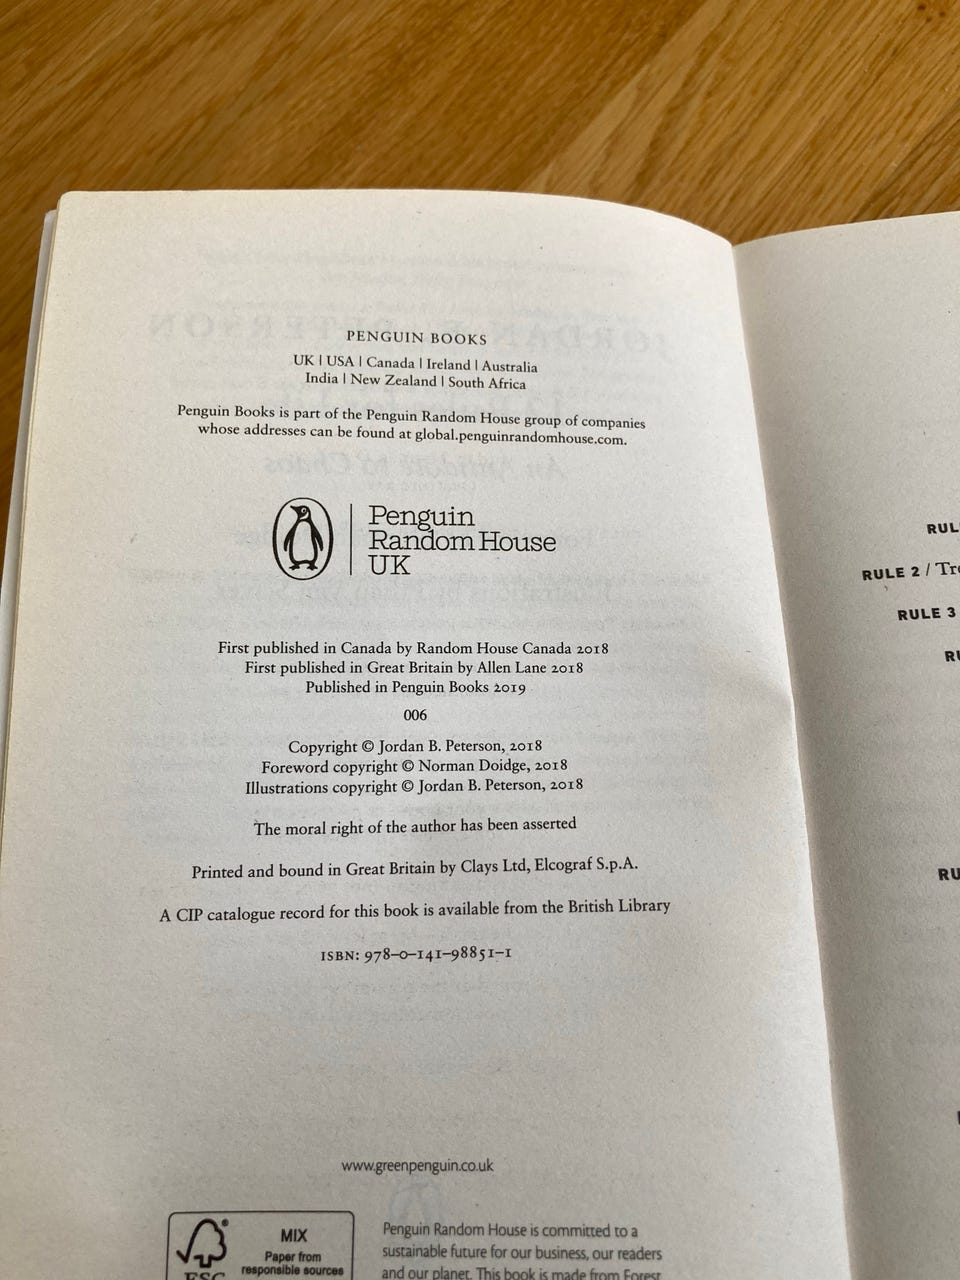 PENGUIN BOOKS
UK | USA | Canada | Ireland | Australia
India | New Zealand | South Africa
Penguin Books is part of the Penguin Random House group of companies
whose addresses can be found at global.penguinrandomhouse.com.
Penguin
Random House
UK
First published in Canada by Random House Canada 2018
First published in Great Britain by Allen Lane 2018
Published in Penguin Books 2019
006
Copyright © Jordan B. Peterson, 2018
Foreword copyright © Norman Doidge, 2018
Illustrations copyright © Jordan B. Peterson, 2018
The moral right of the author has been asserted
Printed and bound in Great Britain by Clays Ltd, Elcograf S.p.A.
A CIP catalogue record for this book is available from the British Library
ISBN: 978–0–141–98851–1
www.greenpenguin.co.uk
MIX
Paper from
responsible sources
FSC
Penguin Random House is committed to a
sustainable future for our business, our readers
and our planet. This book is made from Forest
RULE 2 /
RULE 3